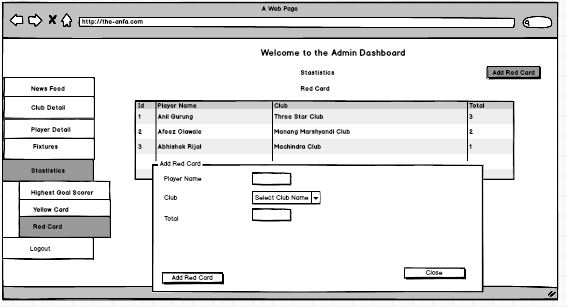 A Web Page
http://the-anfa.com
Welcome to the Admin Dashboard
Stastistics
Add Red Card
Red Card
News Feed
Club Detail
Player Detail
Fixtures
Stastistics
Highest Goal Scorer
Yellow Card
Red Card
Logout
Id Player Name Club Total
1 Anil Gurung Three Star Club 3
2 Afeez Olawale Manang Marshyandi Club 2
3 Abhishek Rijal Machindra Club 1
Add Red Card
Player Name
Club Select Club Name
Total
Add Red Card Close